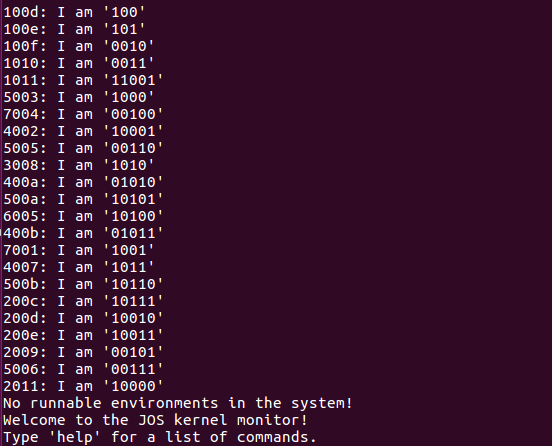 100d: I am '100'
100e: I am '101'
100f: I am '0010'
1010: I am '0011'
1011: I am '11001'
5003: I am '1000'
7004: I am '00100'
4002: I am '10001'
5005: I am '00110'
3008: I am '1010'
400a: I am '01010'
500a: I am '10101'
6005: I am '10100'
400b: I am '01011'
7001: I am '1001'
4007: I am '1011'
500b: I am '10110'
200c: I am '10111'
200d: I am '10010'
200e: I am '10011'
2009: I am '00101'
5006: I am '00111'
2011: I am '10000'
No runnable environments in the system!
Welcome to the JOS kernel monitor!
Type 'help' for a list of commands.